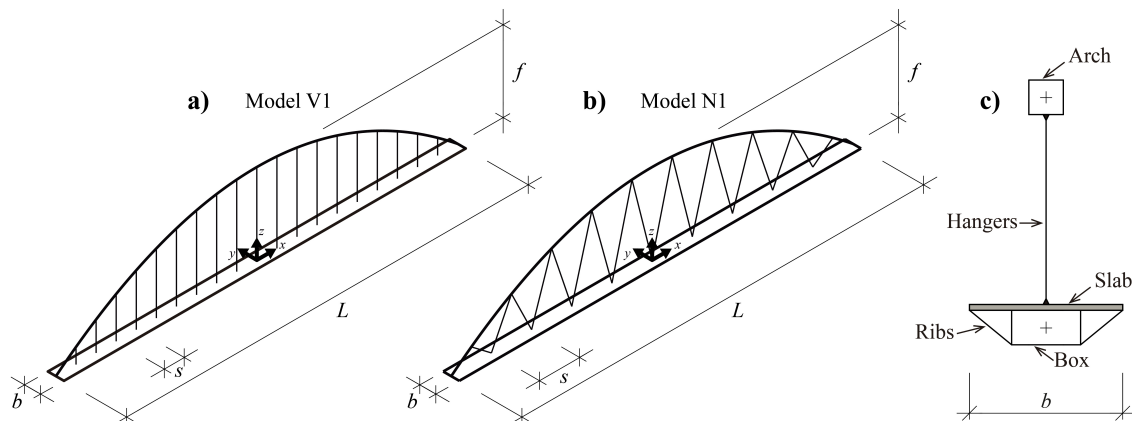 a) Model V1
f
z
y
x
L
s
b
b) Model N1
f
z
y
x
L
s
b
c)
Arch
Hangers
Slab
Ribs
Box
b